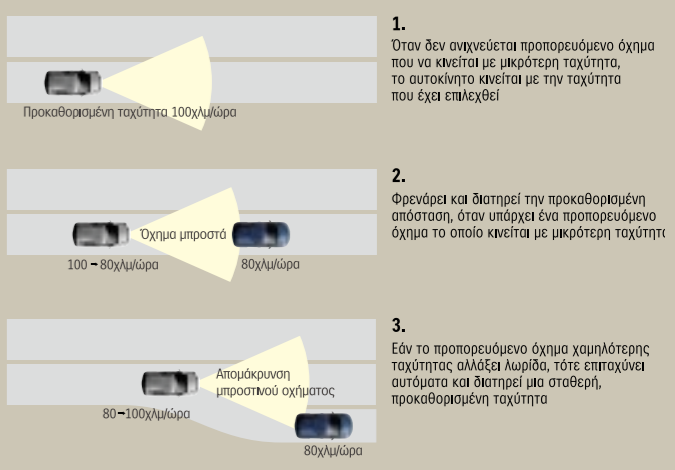 1.
Όταν δεν ανιχνεύεται προπορευόμενο όχημα
που να κινείται με μικρότερη ταχύτητα,
το αυτοκίνητο κινείται με την ταχύτητα
που έχει επιλεχθεί
Προκαθορισμένη ταχύτητα 100χλμ/ώρα
2.
Φρενάρει και διατηρεί την προκαθορισμένη
απόσταση, όταν υπάρχει ένα προπορευόμενο
όχημα το οποίο κινείται με μικρότερη ταχύτητα
Όχημα μπροστά
100 → 80χλμ/ώρα
80χλμ/ώρα
3.
Εάν το προπορευόμενο όχημα χαμηλότερης
ταχύτητας αλλάξει λωρίδα, τότε επιταχύνει
αυτόματα και διατηρεί μια σταθερή,
προκαθορισμένη ταχύτητα
Απομάκρυνση
μπροστινού οχήματος
80→100χλμ/ώρα
80χλμ/ώρα